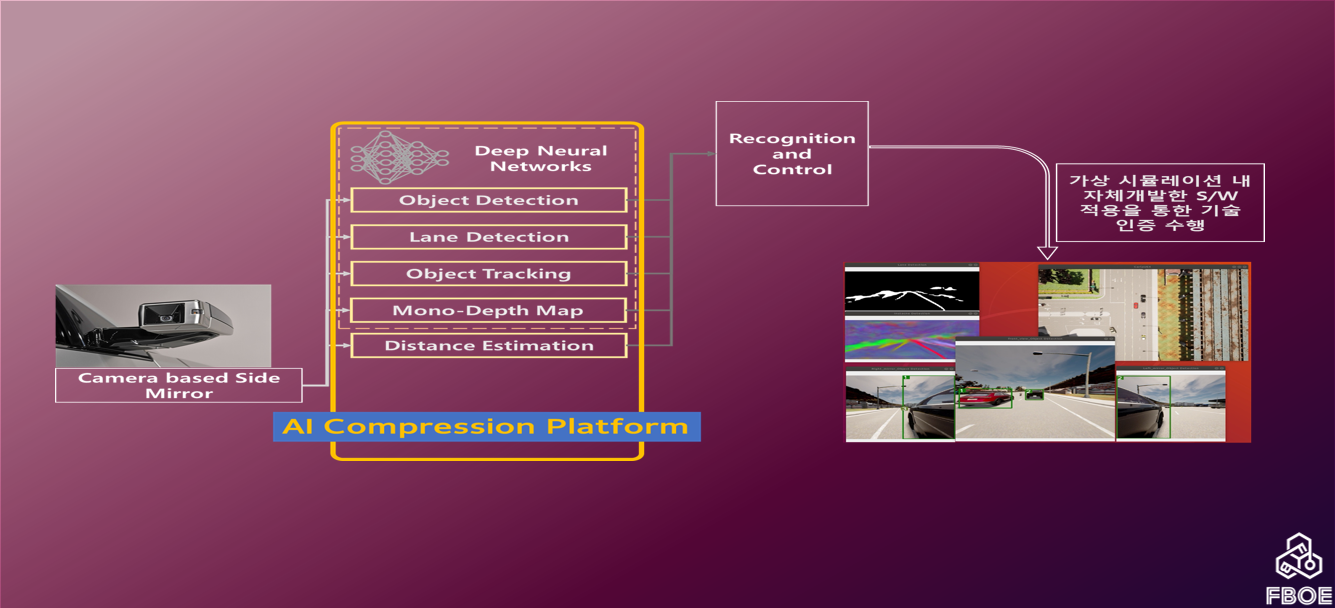 Deep Neural
Networks
Object Detection
Lane Detection
Object Tracking
Mono-Depth Map
Distance Estimation
Camera based Side
Mirror
AI Compression Platform
Recognition
and
Control
가상 시뮬레이션 내
자체개발한 S/W
적용을 통한 기술
인증 수행
FBOE